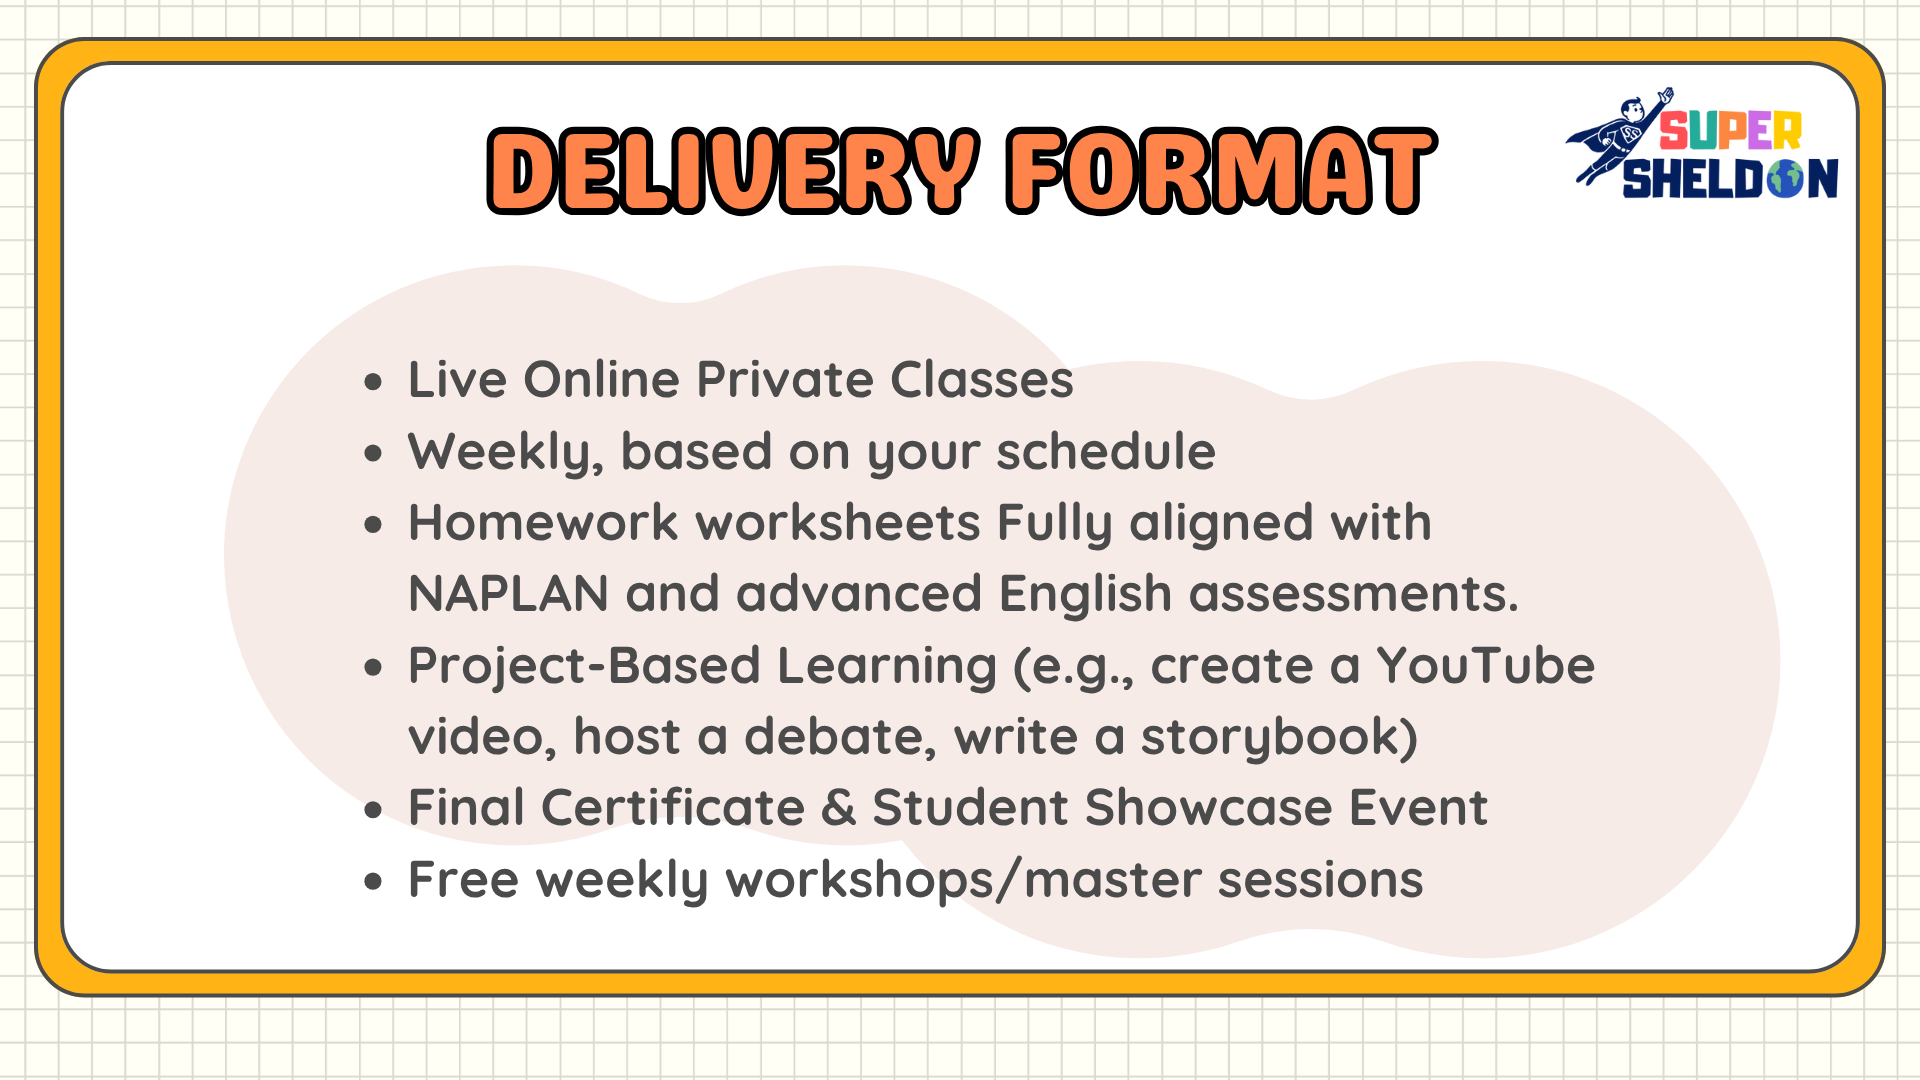 DELIVERY FORMAT
SUPER
SHELDON
• Live Online Private Classes
• Weekly, based on your schedule
• Homework worksheets Fully aligned with
NAPLAN and advanced English assessments.
• Project-Based Learning (e.g., create a YouTube
video, host a debate, write a storybook)
• Final Certificate & Student Showcase Event
• Free weekly workshops/master sessions